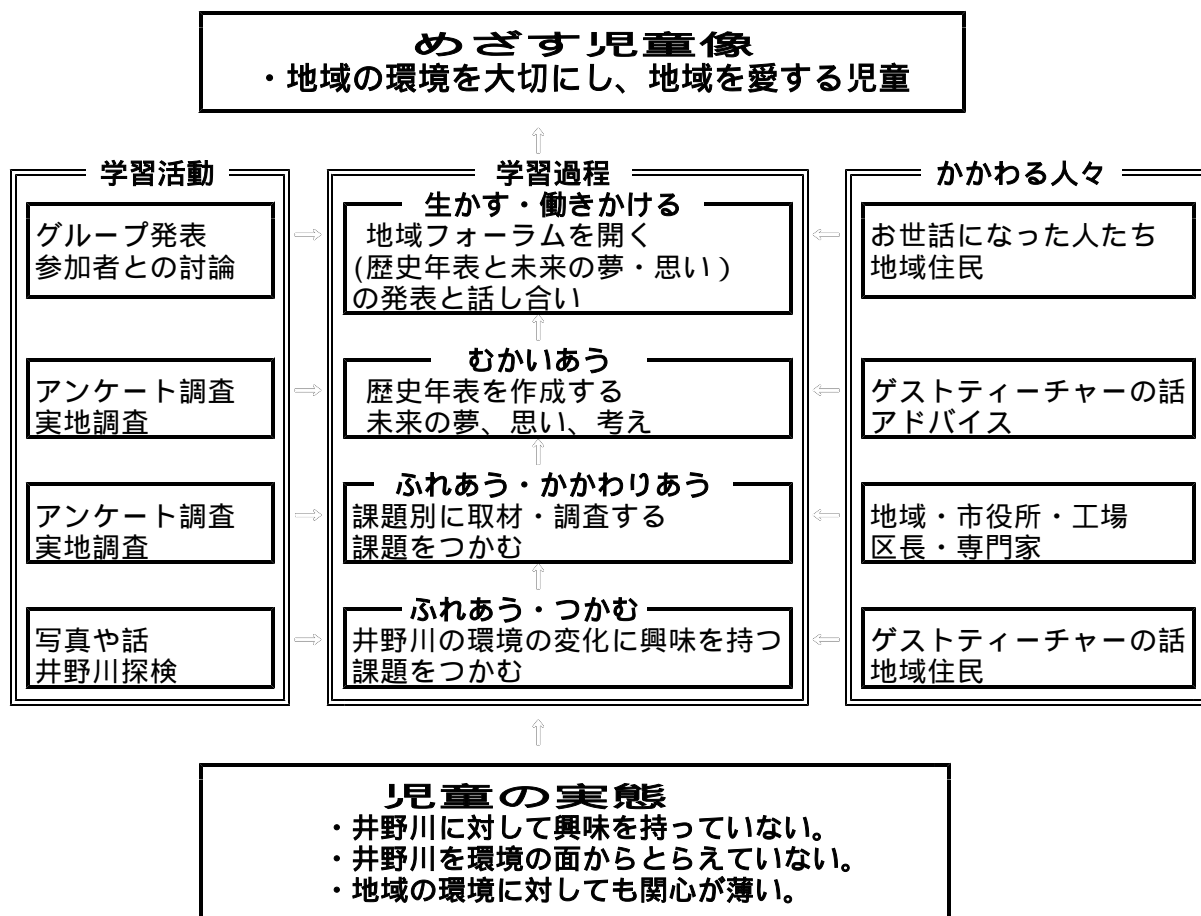 めざす児童像
・地域の環境を大切にし、地域を愛する児童
学習活動
グループ発表
参加者との討論
アンケート調査
実地調査
アンケート調査
実地調査
写真や話
井野川探検
学習過程
生かす・働きかける
地域フォーラムを開く
(歴史年表と未来の夢・思い)
の発表と話し合い
むかいあう
歴史年表を作成する
未来の夢、思い、考え
ふれあう・かかわりあう
課題別に取材・調査する
課題をつかむ
ふれあう・つかむ
井野川の環境の変化に興味を持つ
課題をつかむ
かかわる人々
お世話になった人たち
地域住民
ゲストティーチャーの話
アドバイス
地域・市役所・工場
区長・専門家
ゲストティーチャーの話
地域住民
児童の実態
・井野川に対して興味を持っていない。
・井野川を環境の面からとらえていない。
・地域の環境に対しても関心が薄い。